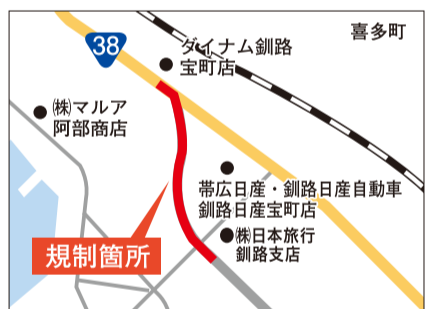 喜多町
38
ダイナム釧路
宝町店
㈱マルア
阿部商店
帯広日産・釧路日産自動車
釧路日産宝町店
㈱日本旅行
釧路支店
規制箇所